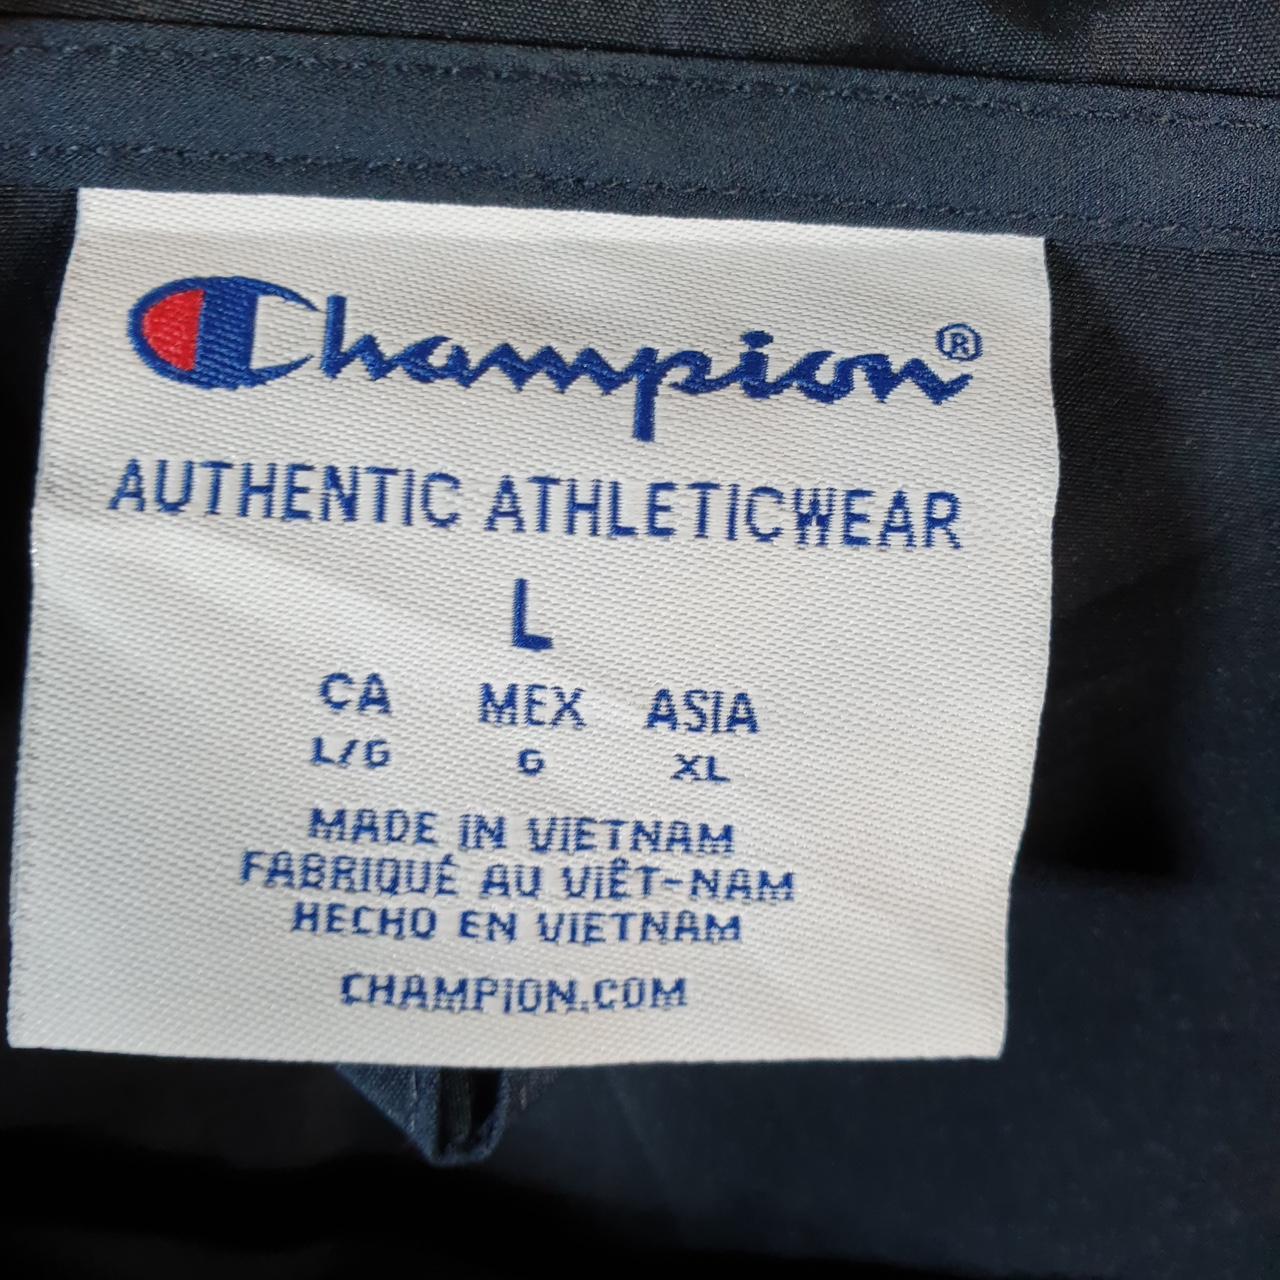 Champion®
AUTHENTIC ATHLETICWEAR
L
CA MEX ASIA
L/G G XL
MADE IN VIETNAM
FABRIQUÉ AU VIÊT-NAM
HECHO EN VIETNAM
CHAMPION.COM